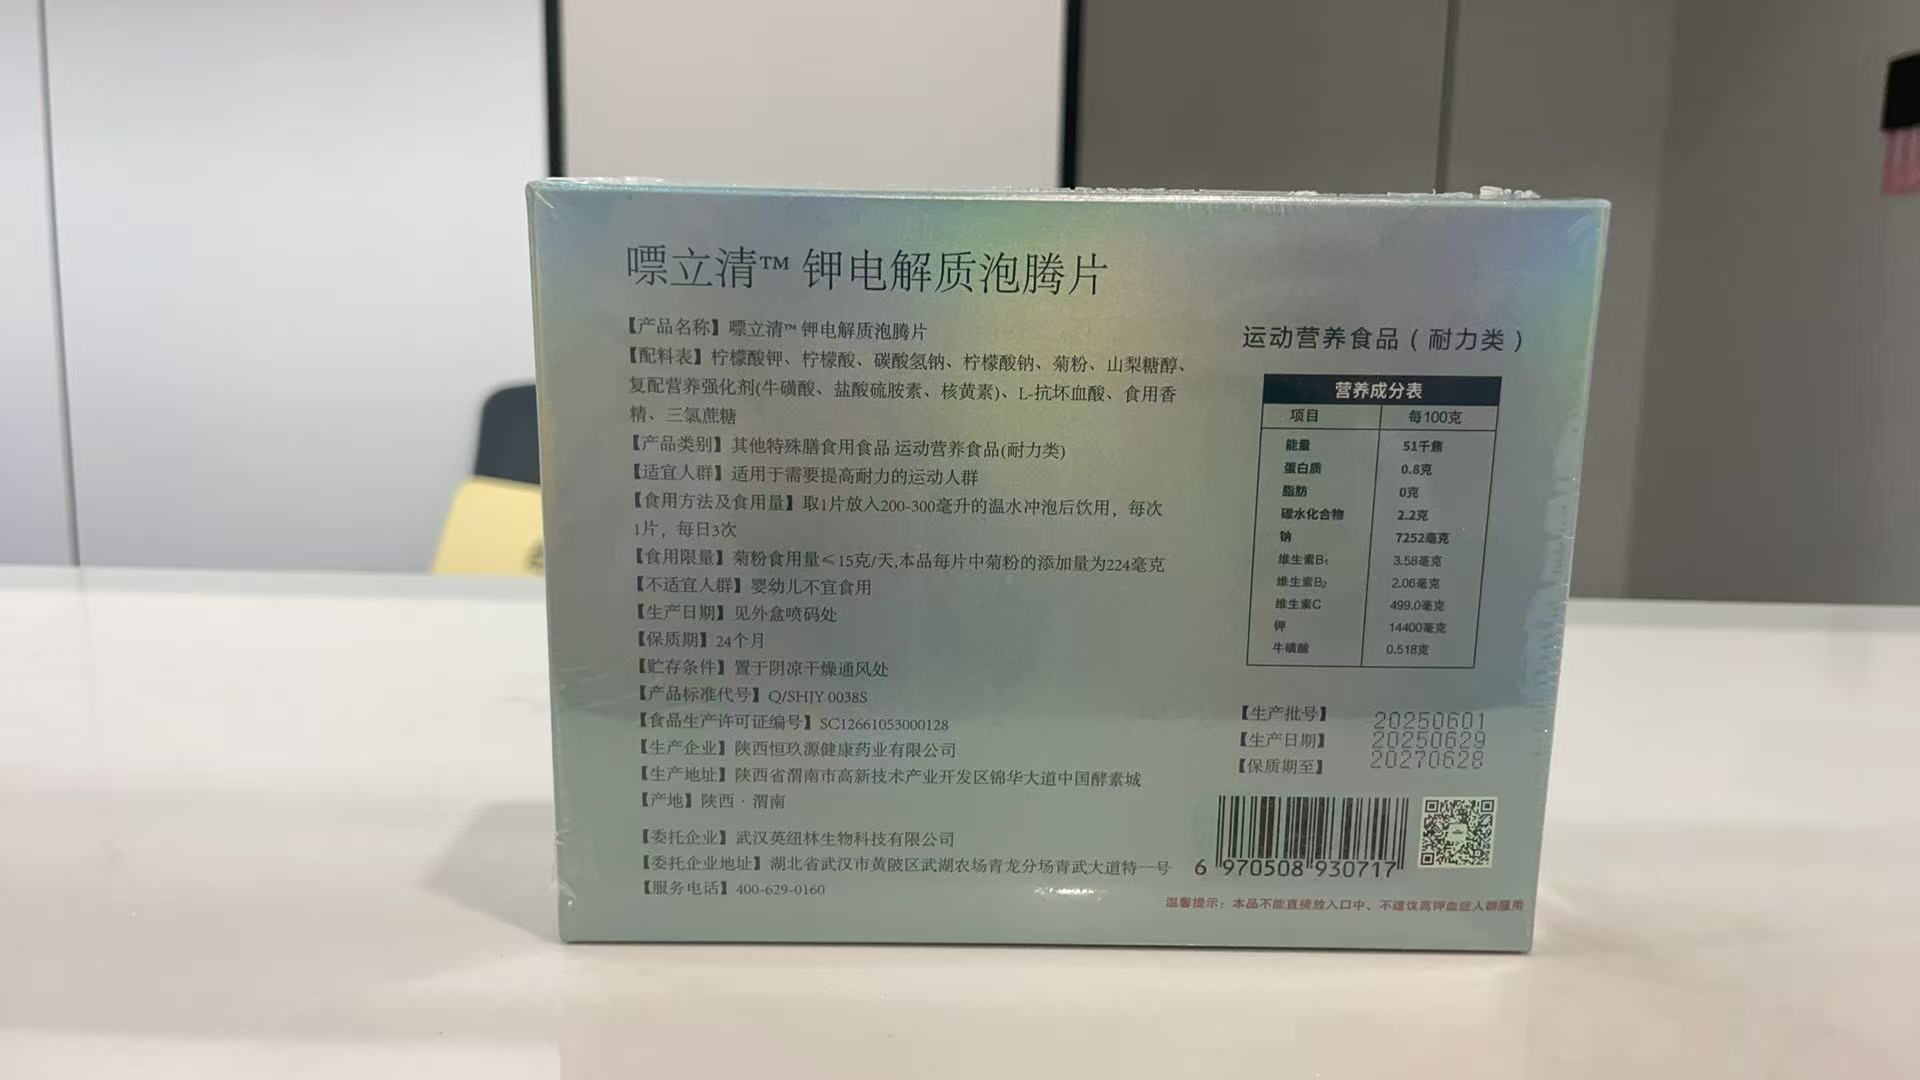 嘌立清™ 钾电解质泡腾片
【产品名称】嘌立清™ 钾电解质泡腾片
【配料表】柠檬酸钾、柠檬酸、碳酸氢钠、柠檬酸钠、菊粉、山梨糖醇、
复配营养强化剂(牛磺酸、盐酸硫胺素、核黄素)、L-抗坏血酸、食用香
精、三氯蔗糖
【产品类别】其他特殊膳食用食品 运动营养食品(耐力类)
【适宜人群】适用于需要提高耐力的运动人群
【食用方法及食用量】取1片放入200-300毫升的温水冲泡后饮用，每次
1片，每日3次
【食用限量】菊粉食用量≤15克/天,本品每片中菊粉的添加量为224毫克
【不适宜人群】婴幼儿不宜食用
【生产日期】见外盒喷码处
【保质期】24个月
【贮存条件】置于阴凉干燥通风处
【产品标准代号】Q/SHJY 0038S
【食品生产许可证编号】SC12661053000128
【生产企业】陕西恒玖源健康药业有限公司
【生产地址】陕西省渭南市高新技术产业开发区锦华大道中国酵素城
【产地】陕西·渭南
【委托企业】武汉英纽林生物科技有限公司
【委托企业地址】湖北省武汉市黄陂区武湖农场青龙分场青武大道特一号
【服务电话】400-629-0160
运动营养食品（耐力类）
营养成分表
项目 每100克
能量 51千焦
蛋白质 0.8克
脂肪 0克
碳水化合物 2.2克
钠 7252毫克
维生素B₁ 3.58毫克
维生素B₂ 2.06毫克
维生素C 499.0毫克
钾 14400毫克
牛磺酸 0.518克
【生产批号】 20250601
【生产日期】 20250629
【保质期至】 20270628
6 970508 930717
温馨提示：本品不能直接放入口中、不建议高钾血症人群服用